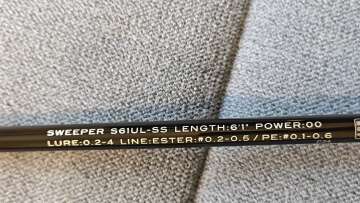 SWEEPER S61UL-SS LENGTH:6'1" POWER:00
LURE:0.2-4 LINE:ESTER:#0.2-0.5/PE:#0.1-0.6